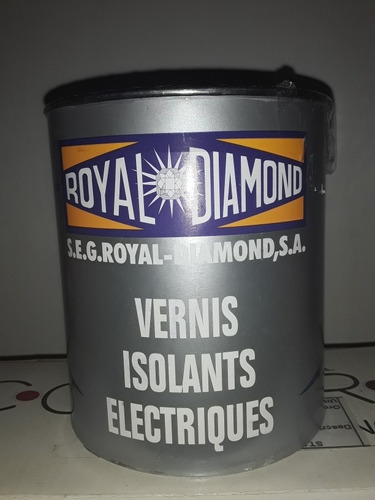 ROYAL DIAMOND
S.E.G.ROYAL-DIAMOND,S.A.
VERNIS
ISOLANTS
ELECTRIQUES